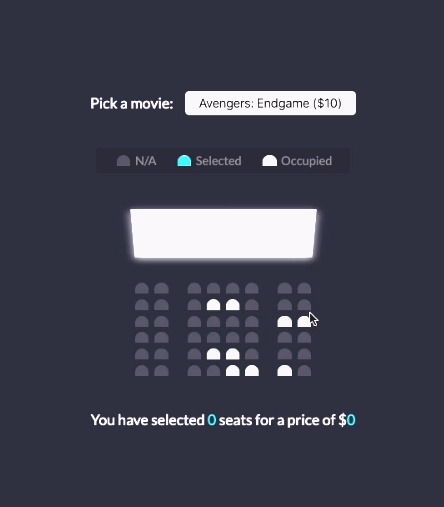 Pick a movie: Avengers: Endgame ($10)
N/A Selected Occupied
You have selected 0 seats for a price of $0